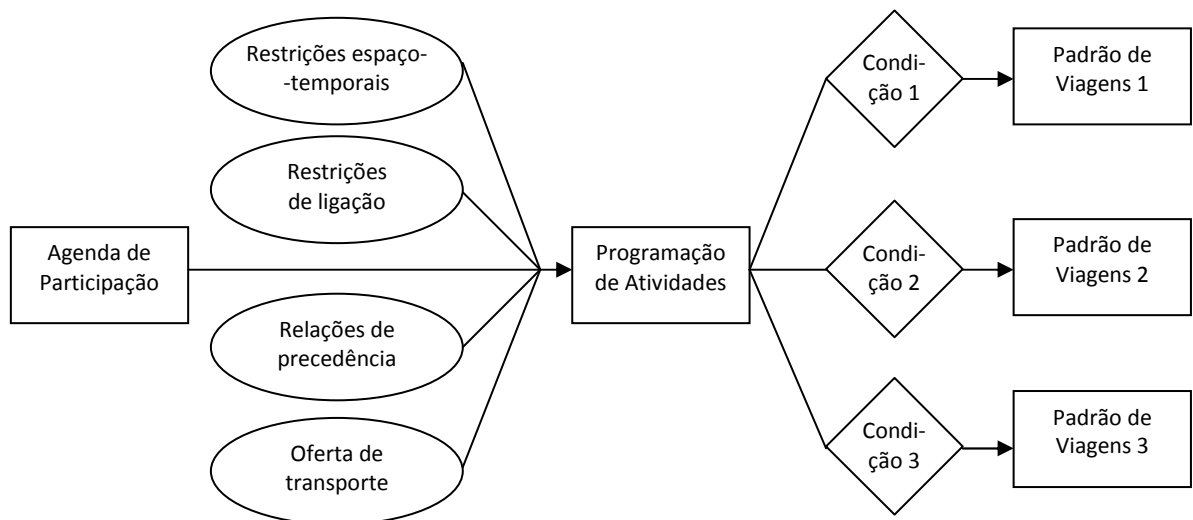 Restrições espaço-
-temporais
Restrições
de ligação
Agenda de
Participação
Relações de
precedência
Oferta de
transporte
Programação
de Atividades
Condi-
ção 1
Padrão de
Viagens 1
Condi-
ção 2
Padrão de
Viagens 2
Condi-
ção 3
Padrão de
Viagens 3